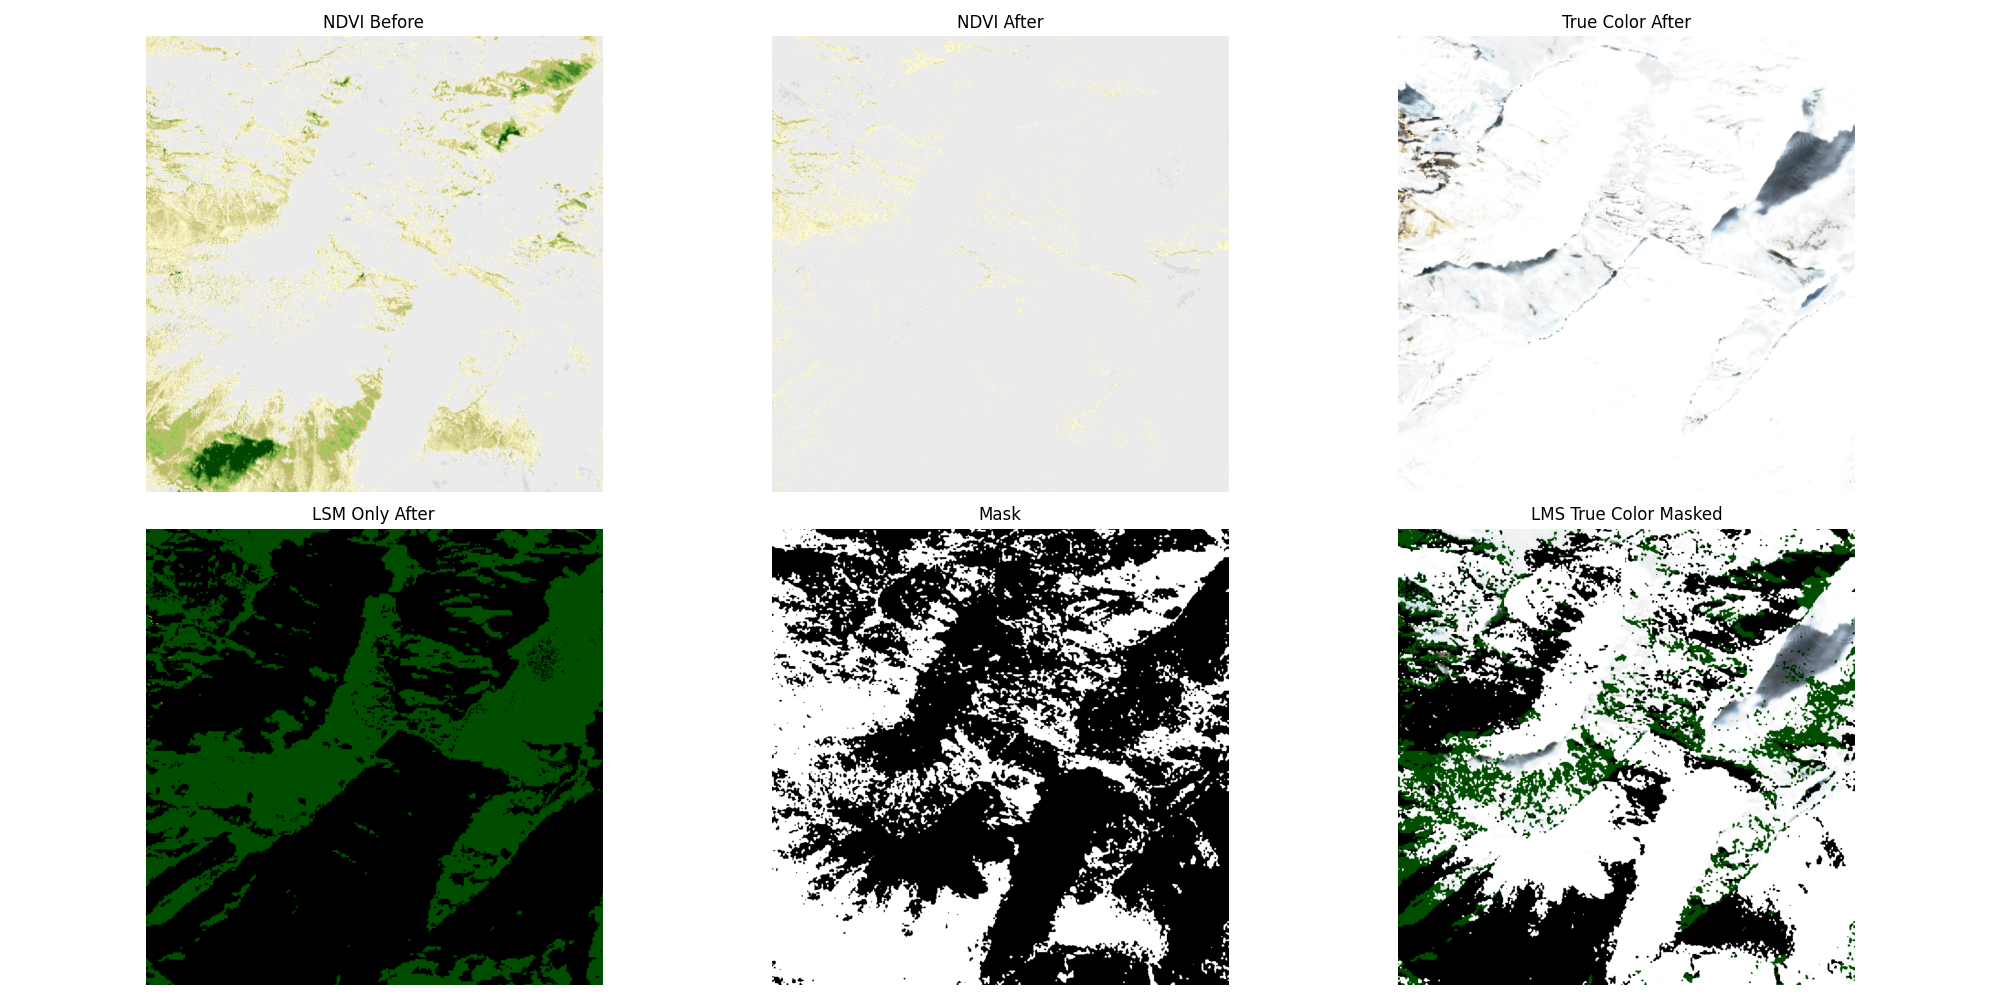 NDVI Before
NDVI After
True Color After
LSM Only After
Mask
LMS True Color Masked